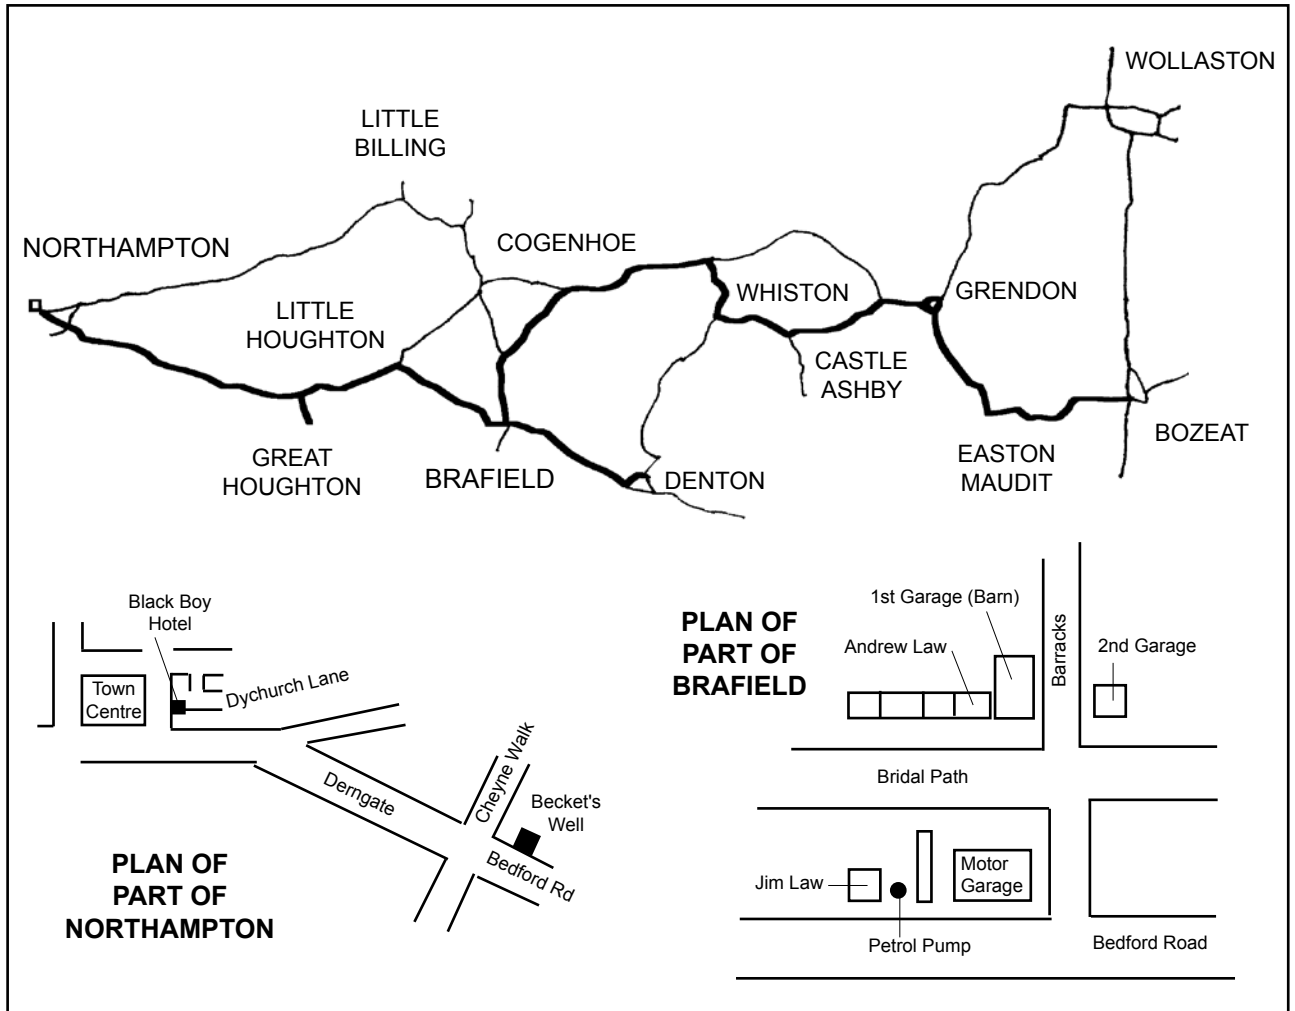 WOLLASTON
LITTLE
BILLING
NORTHAMPTON
COGENHOE
LITTLE
HOUGHTON
WHISTON
GRENDON
CASTLE
ASHBY
GREAT
HOUGHTON
BRAFIELD
DENTON
EASTON
MAUDIT
BOZEAT
Black Boy
Hotel
Town
Centre
Dychurch Lane
Derngate
Cheyne Walk
Becket's
Well
Bedford Rd
PLAN OF
PART OF
NORTHAMPTON
PLAN OF
PART OF
BRAFIELD
1st Garage (Barn)
Andrew Law
Barracks
2nd Garage
Bridal Path
Jim Law
Motor
Garage
Petrol Pump
Bedford Road